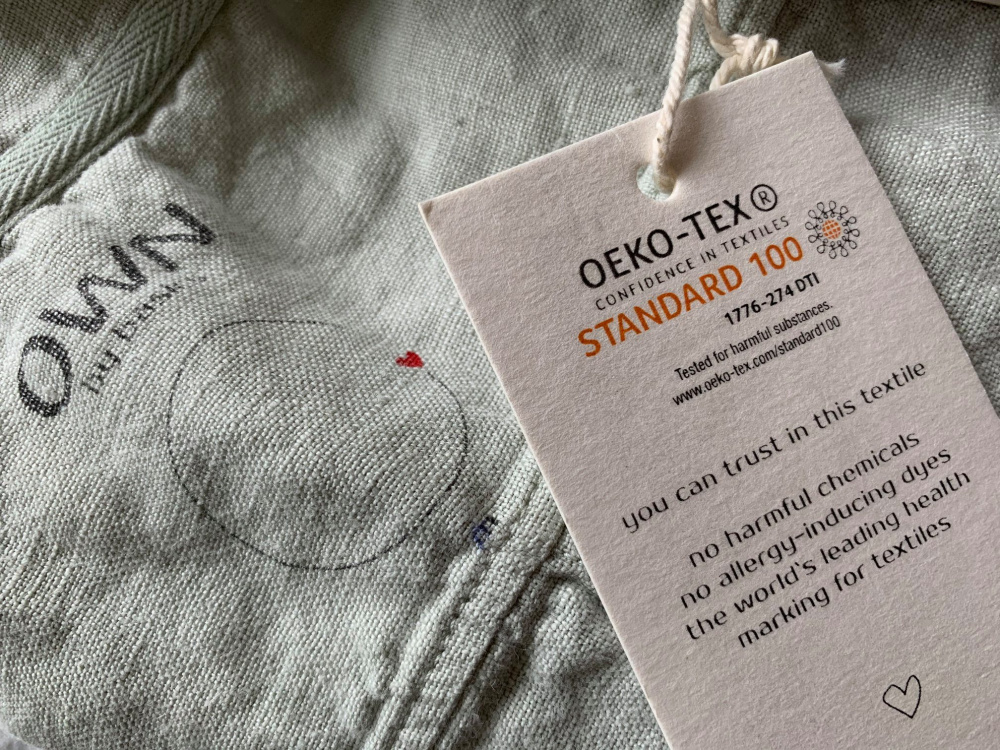 OWN
by basi
OEKO-TEX®
CONFIDENCE IN TEXTILES
STANDARD 100
1776-274 DTI
Tested for harmful substances.
www.oeko-tex.com/standard100
you can trust in this textile
no harmful chemicals
no allergy-inducing dyes
the world's leading health
marking for textiles